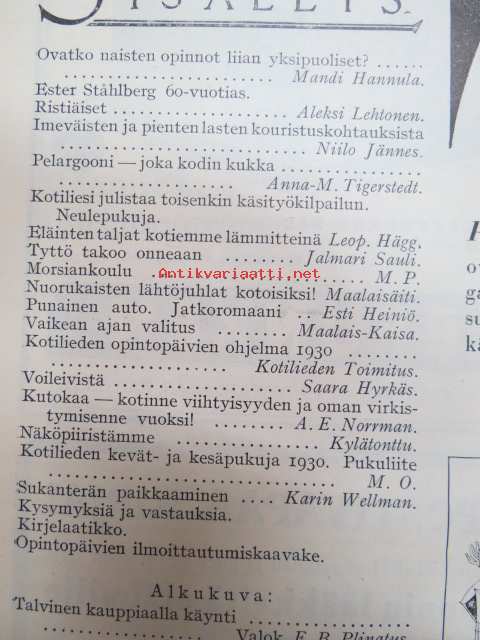 SISÄLLYS.
Ovatko naisten opinnot liian yksipuoliset? ......
........................ Mandi Hannula.
Ester Ståhlberg 60-vuotias.
Ristiäiset .................... Aleksi Lehtonen.
Imeväisten ja pienten lasten kouristuskohtauksista
............................ Niilo Jännes.
Pelargooni — joka kodin kukka ................
.................... Anna-M. Tigerstedt.
Kotiliesi julistaa toisenkin käsityökilpailun.
Neulepukuja.
Eläinten taljat kotiemme lämmitteinä Leop. Hägg.
Tyttö takoo onneaan ........ Jalmari Sauli.
Morsiankoulu ........................ M. P.
Antikvariaatti.net
Nuorukaisten lähtöjuhlat kotoisiksi! Maalaisäiti.
Punainen auto. Jatkoromaani .. Esti Heiniö.
Vaikean ajan valitus ........ Maalais-Kaisa.
Kotilieden opintopäivien ohjelma 1930 ........
.................... Kotilieden Toimitus.
Voileivistä .................... Saara Hyrkäs.
Kutokaa — kotinne viihtyisyyden ja oman virkis-
tymisenne vuoksi! ........ A. E. Norrman.
Näköpiiristämme ................ Kylätonttu.
Kotilieden kevät- ja kesäpukuja 1930. Pukuliite
.................................... M. O.
Sukanterän paikkaaminen .... Karin Wellman.
Kysymyksiä ja vastauksia.
Kirjelaatikko.
Opintopäivien ilmoittautumiskaavake.
Alkukuva:
Talvinen kauppiaalla käynti ................
.................... Valok. E. B. Plinatus.